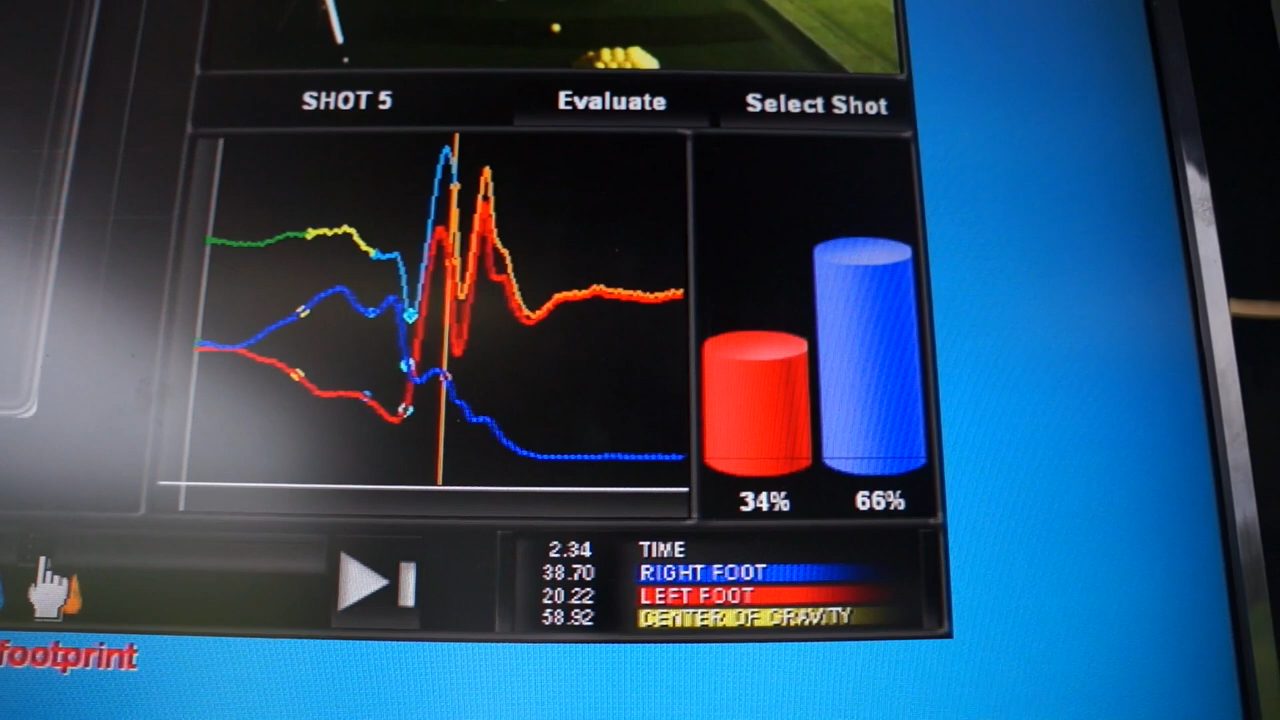 SHOT 5 Evaluate Select Shot
34% 66%
2.34 TIME
38.70 RIGHT FOOT
20.22 LEFT FOOT
58.92 CENTER OF GRAVITY
footprint